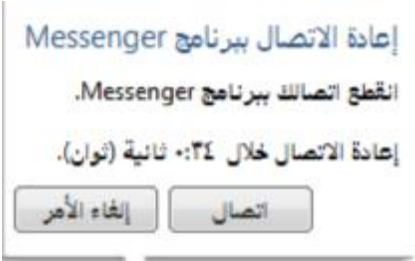 إعادة الاتصال ببرنامج Messenger
انقطع اتصالك ببرنامج Messenger.
إعادة الاتصال خلال ٠:٣٤ ثانية (ثوان).
اتصال إلغاء الأمر